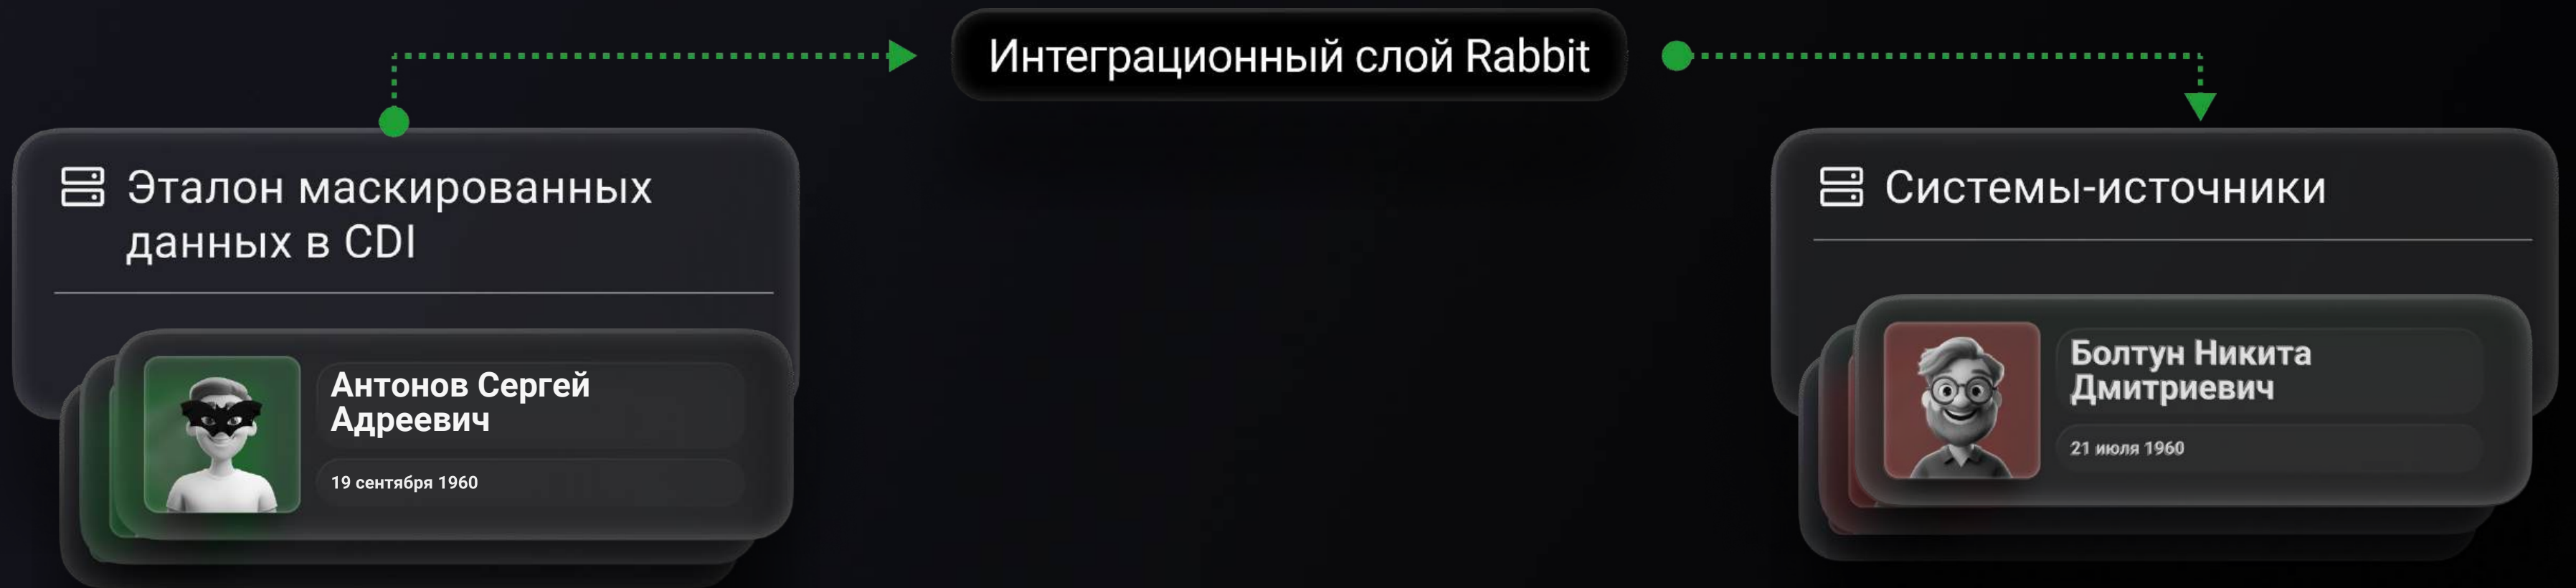 Интеграционный слой Rabbit
Эталон маскированных
данных в CDI
Антонов Сергей
Адреевич
19 сентября 1960
Системы-источники
Болтун Никита
Дмитриевич
21 июля 1960